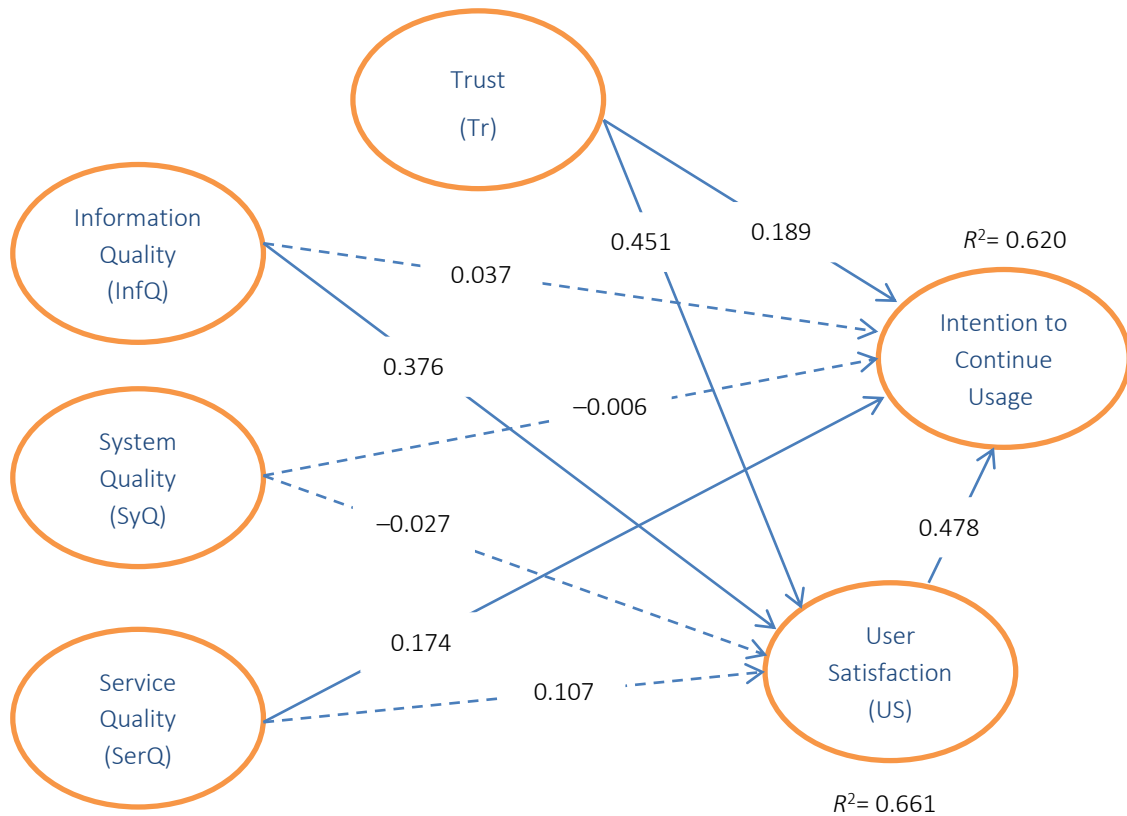 Trust
(Tr)
Information
Quality
(InfQ)
0.451
0.189
R²= 0.620
0.037
Intention to
Continue
Usage
0.376
–0.006
System
Quality
(SyQ)
–0.027
0.478
0.174
User
Satisfaction
(US)
Service
Quality
(SerQ)
0.107
R²= 0.661